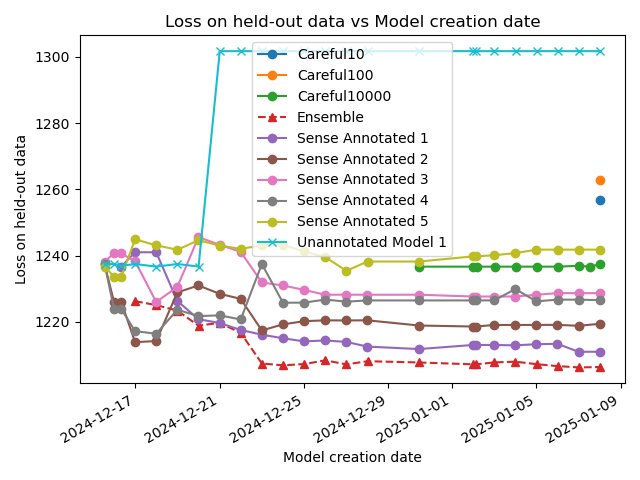 Loss on held-out data vs Model creation date
Loss on held-out data
1300
1280
1260
1240
1220
Careful10
Careful100
Careful10000
Ensemble
Sense Annotated 1
Sense Annotated 2
Sense Annotated 3
Sense Annotated 4
Sense Annotated 5
Unannotated Model 1
2024-12-17
2024-12-21
2024-12-25
2024-12-29
2025-01-01
2025-01-05
2025-01-09
Model creation date